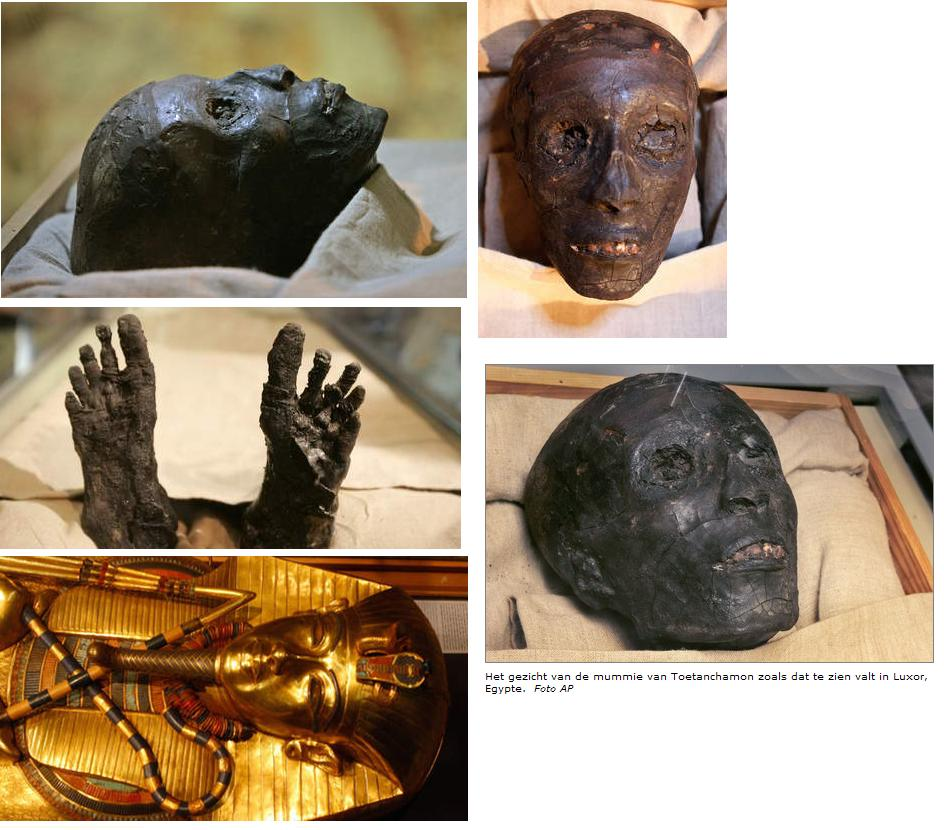 Het gezicht van de mummie van Toetanchamon zoals dat te zien valt in Luxor,
Egypte. Foto AP